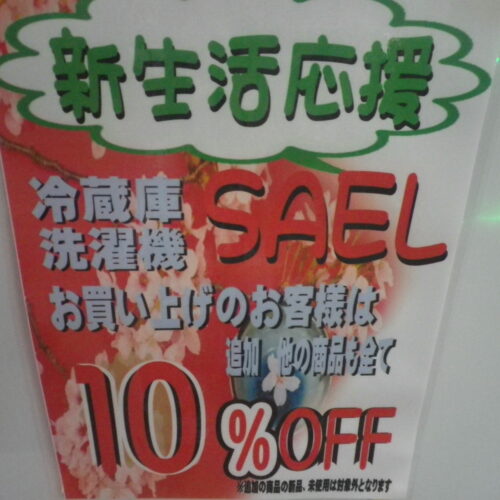 新生活応援
冷蔵庫
洗濯機
SAEL
お買い上げのお客様は
追加 他の商品も全て
10%OFF
※追加の商品の新品、未使用は対象外となります